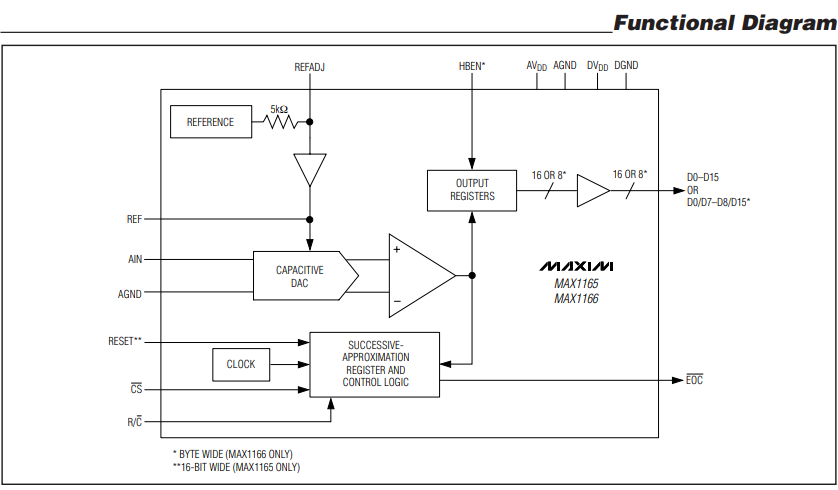 Functional Diagram
REFADJ
HBEN*
AVDD AGND DVDD DGND
5kΩ
REFERENCE
16 OR 8*
16 OR 8*
OUTPUT
REGISTERS
D0–D15
OR
D0/D7–D8/D15*
REF
AIN
CAPACITIVE
DAC
+
−
AGND
MAXIM
MAX1165
MAX1166
RESET**
CLOCK
SUCCESSIVE-
APPROXIMATION
REGISTER AND
CONTROL LOGIC
C̅S̅
E̅O̅C̅
R/C̅
* BYTE WIDE (MAX1166 ONLY)
**16-BIT WIDE (MAX1165 ONLY)